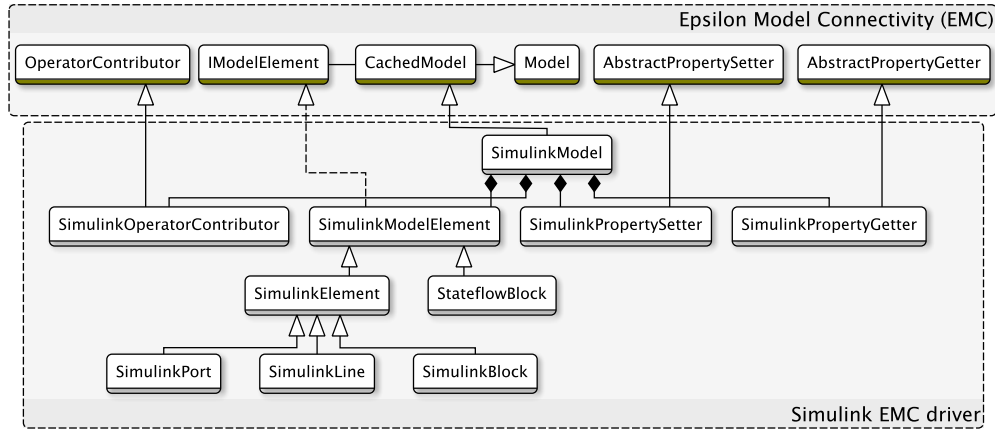 Epsilon Model Connectivity (EMC)
OperatorContributor
IModelElement
CachedModel
Model
AbstractPropertySetter
AbstractPropertyGetter
SimulinkModel
SimulinkOperatorContributor
SimulinkModelElement
SimulinkPropertySetter
SimulinkPropertyGetter
SimulinkElement
StateflowBlock
SimulinkPort
SimulinkLine
SimulinkBlock
Simulink EMC driver